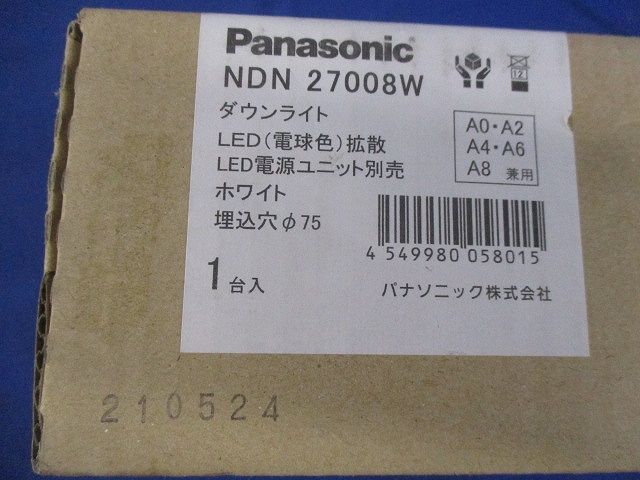 Panasonic
NDN 27008W
ダウンライト
LED(電球色)拡散
LED電源ユニット別売
ホワイト
埋込穴φ75
1台入
12
A0・A2
A4・A6
A8 兼用
4 549980 058015
パナソニック株式会社
210524